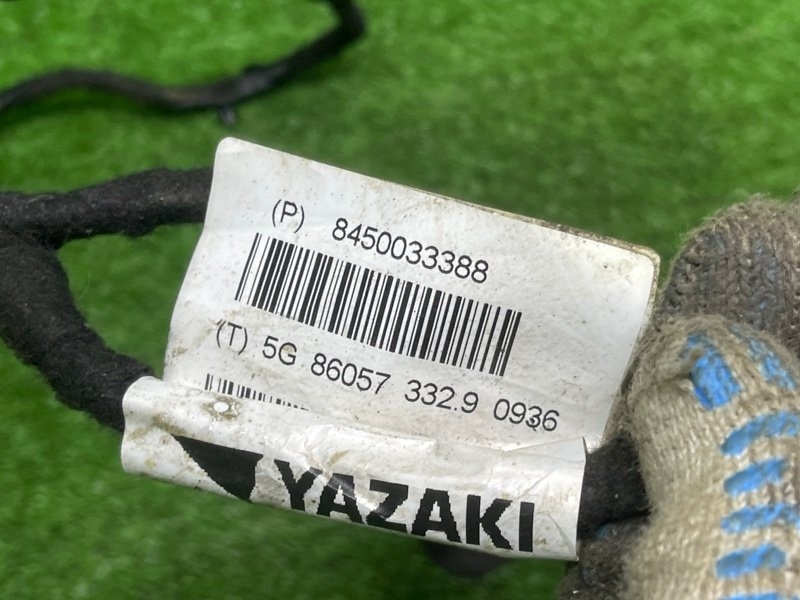 (P) 8450033388
(T) 5G 86057 332.9 0936
YAZAKI